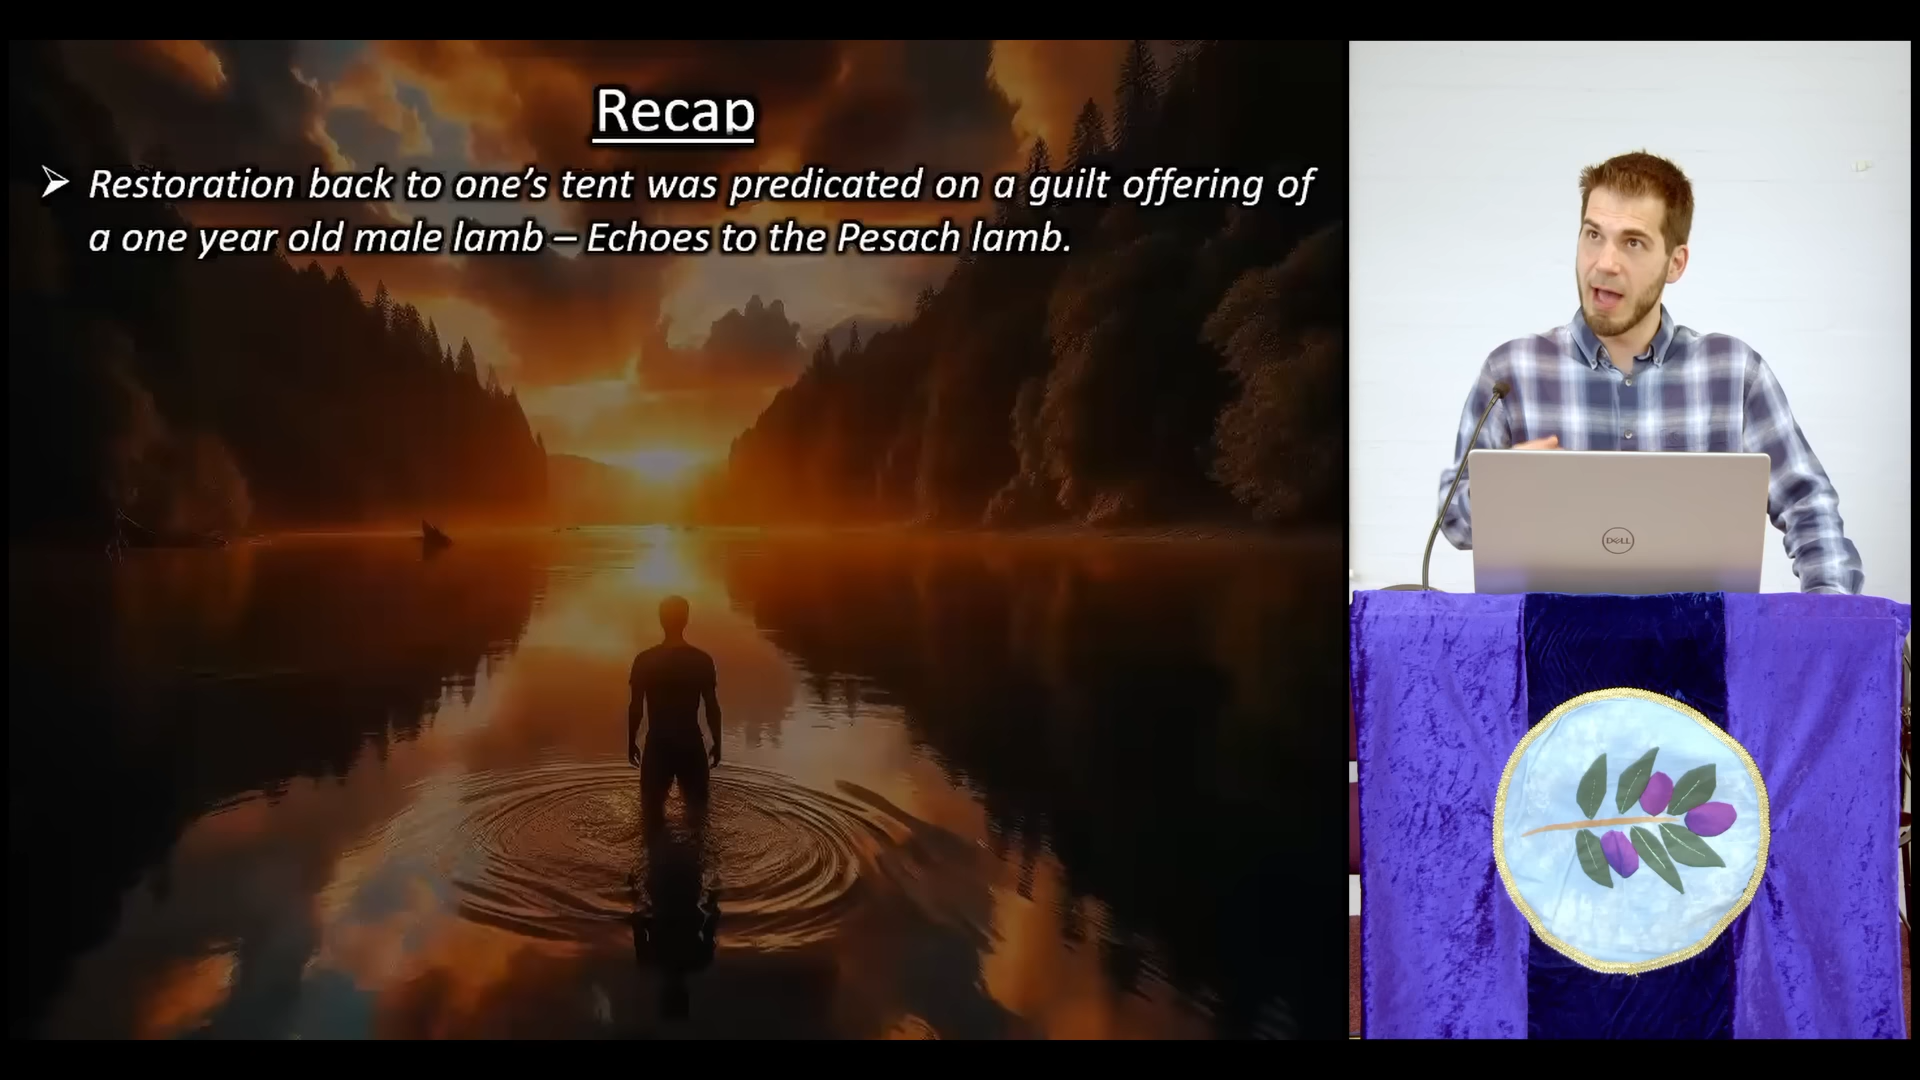 Recap
➢ Restoration back to one’s tent was predicated on a guilt offering of
a one year old male lamb – Echoes to the Pesach lamb.
DELL